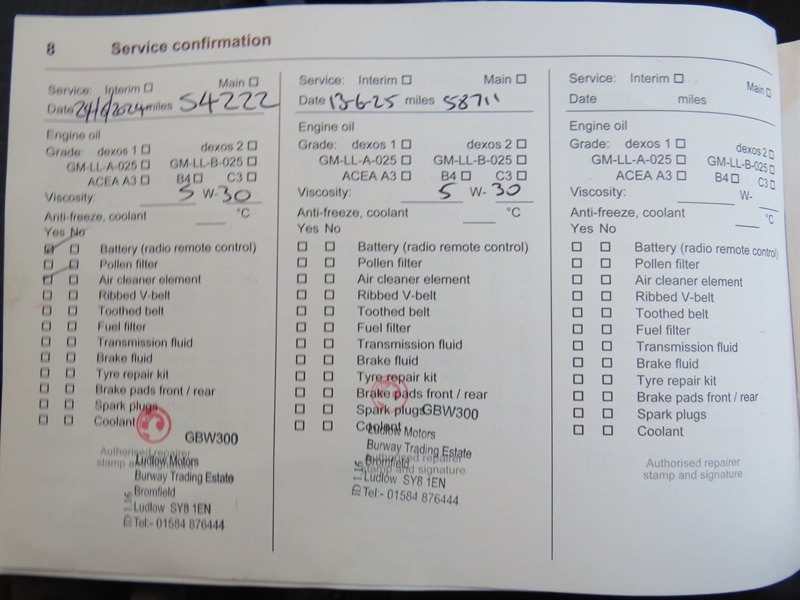 8 Service confirmation
Service: Interim Main
Date 24/ /2024 miles 54222
Engine oil
Grade: dexos 1 dexos 2
GM-LL-A-025 GM-LL-B-025
ACEA A3 B4 C3
Viscosity: 5 W-30
Anti-freeze, coolant °C
Yes No
Battery (radio remote control)
Pollen filter
Air cleaner element
Ribbed V-belt
Toothed belt
Fuel filter
Transmission fluid
Brake fluid
Tyre repair kit
Brake pads front / rear
Spark plugs
Coolant
GBW300
Authorised repairer
stamp
Ludlow Motors
Burway Trading Estate
Bromfield
Ludlow SY8 1EN
Tel:- 01584 876444
Service: Interim Main
Date 13-6-25 miles 58711
Engine oil
Grade: dexos 1 dexos 2
GM-LL-A-025 GM-LL-B-025
ACEA A3 B4 C3
Viscosity: 5 W-30
Anti-freeze, coolant °C
Yes No
Battery (radio remote control)
Pollen filter
Air cleaner element
Ribbed V-belt
Toothed belt
Fuel filter
Transmission fluid
Brake fluid
Tyre repair kit
Brake pads front / rear
Spark plugs
GBW300
Coolant
Ludlow Motors
Burway Trading Estate
Authorised repairer
Bromfield
stamp and signature
Ludlow SY8 1EN
Tel:- 01584 876444
Service: Interim Main
Date miles
Engine oil
Grade: dexos 1 dexos 2
GM-LL-A-025 GM-LL-B-025
ACEA A3 B4 C3
Viscosity: W-
Anti-freeze, coolant °C
Yes No
Battery (radio remote control)
Pollen filter
Air cleaner element
Ribbed V-belt
Toothed belt
Fuel filter
Transmission fluid
Brake fluid
Tyre repair kit
Brake pads front / rear
Spark plugs
Coolant
Authorised repairer
stamp and signature